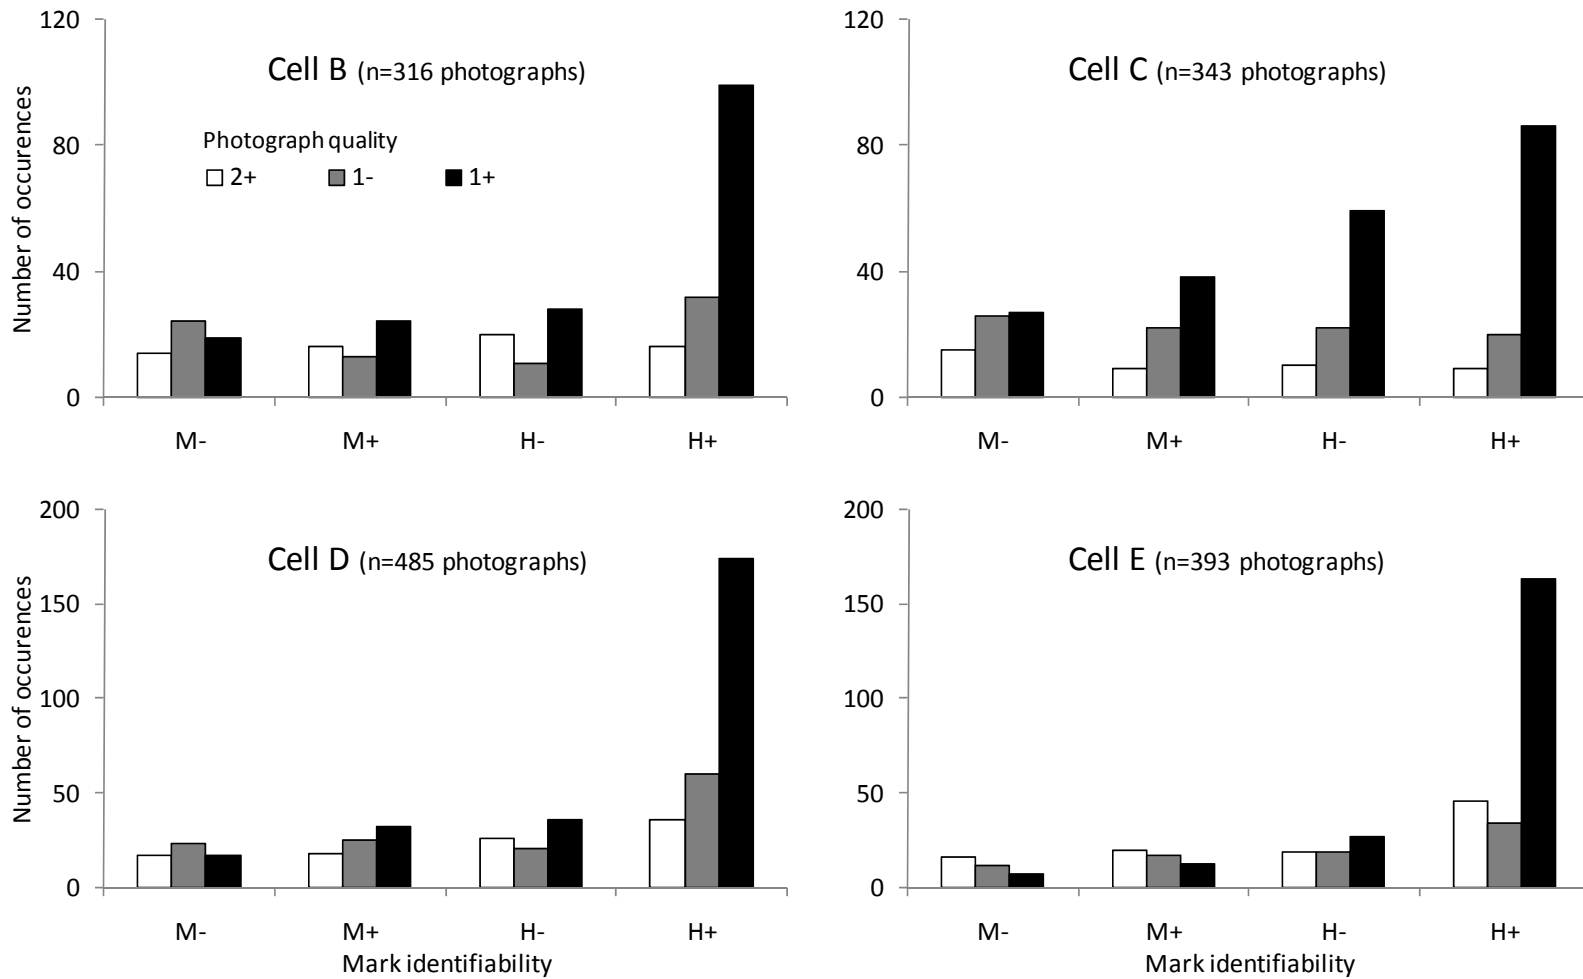 120
80
40
0
Number of occurences
Cell B (n=316 photographs)
Photograph quality
2+ 1- 1+
M- M+ H- H+
120
80
40
0
Cell C (n=343 photographs)
M- M+ H- H+
200
150
100
50
0
Number of occurences
Cell D (n=485 photographs)
M- M+ H- H+
Mark identifiability
200
150
100
50
0
Cell E (n=393 photographs)
M- M+ H- H+
Mark identifiability